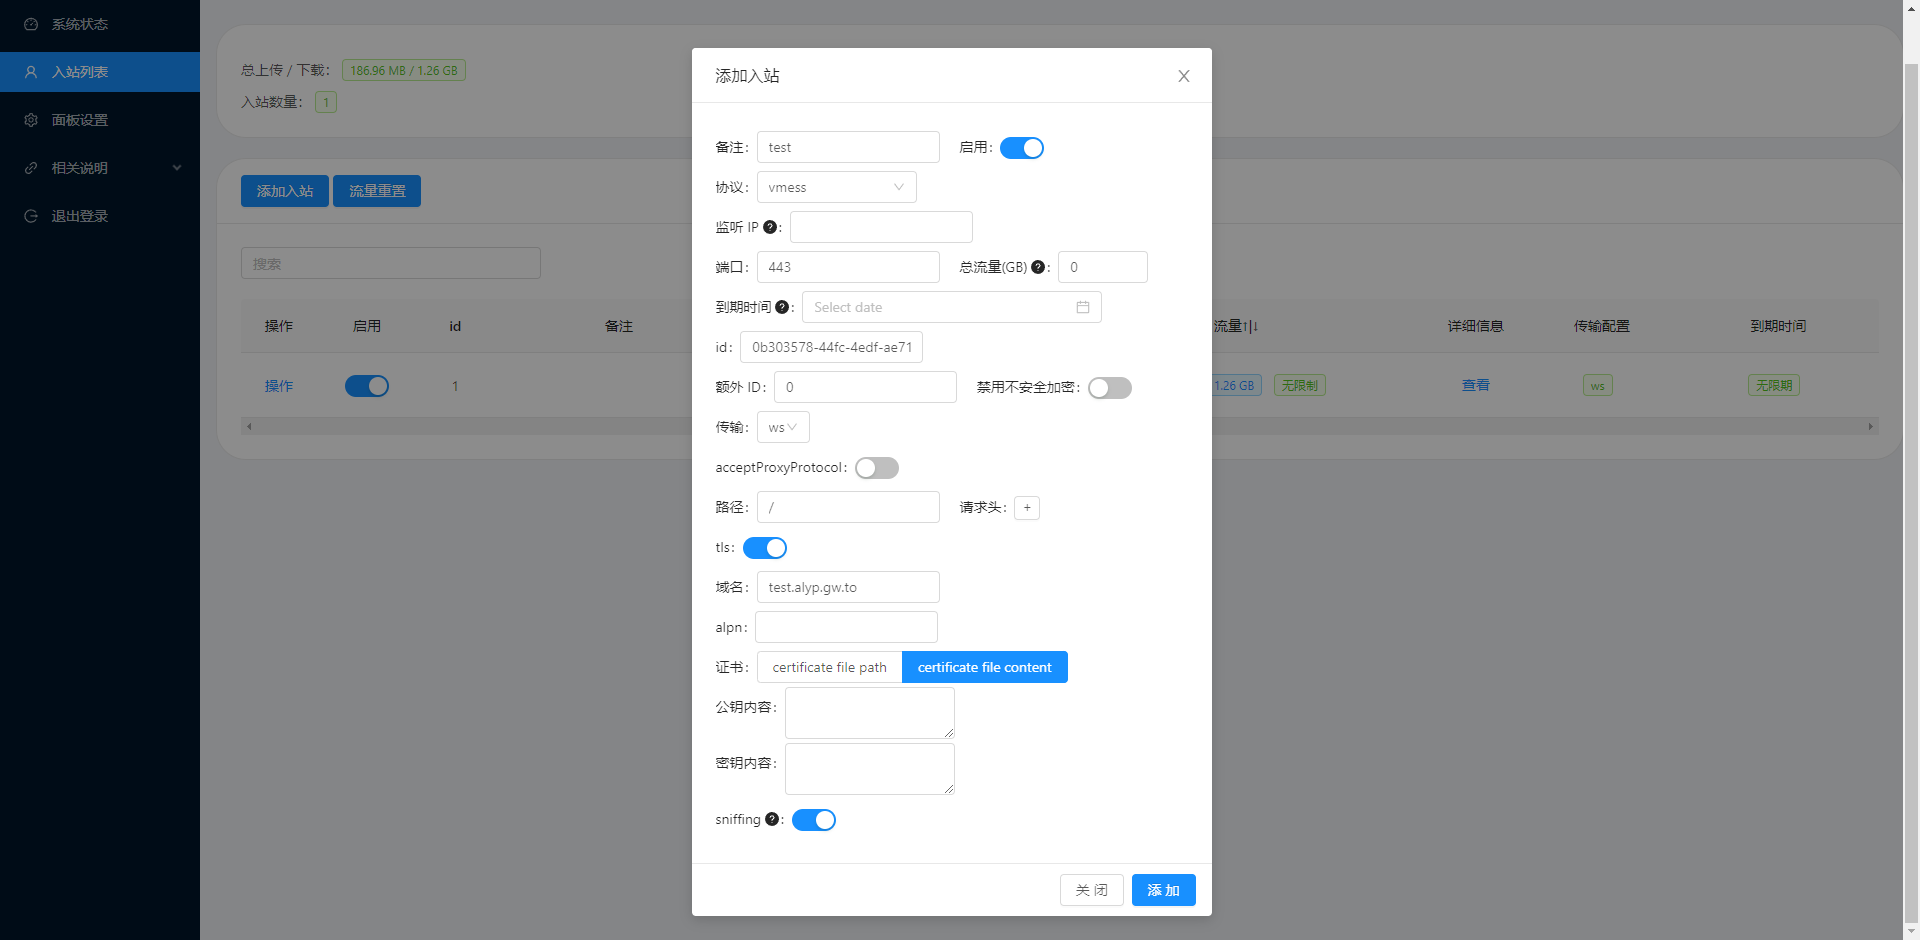 系统状态
入站列表
面板设置
相关说明
退出登录
总上传 / 下载： 186.96 MB / 1.26 GB
入站数量： 1
添加入站 流量重置
搜索
操作 启用 id 备注 流量↑|↓ 详细信息 传输配置 到期时间
操作 1 1.26 GB 无限制 查看 ws 无限期
添加入站
备注： test 启用：
协议： vmess
监听 IP ?：
端口： 443 总流量(GB) ?： 0
到期时间 ?： Select date
id： 0b303578-44fc-4edf-ae71
额外 ID： 0 禁用不安全加密：
传输： ws
acceptProxyProtocol：
路径： / 请求头： +
tls：
域名： test.alyp.gw.to
alpn：
证书： certificate file path certificate file content
公钥内容：
密钥内容：
sniffing ?：
关 闭 添 加